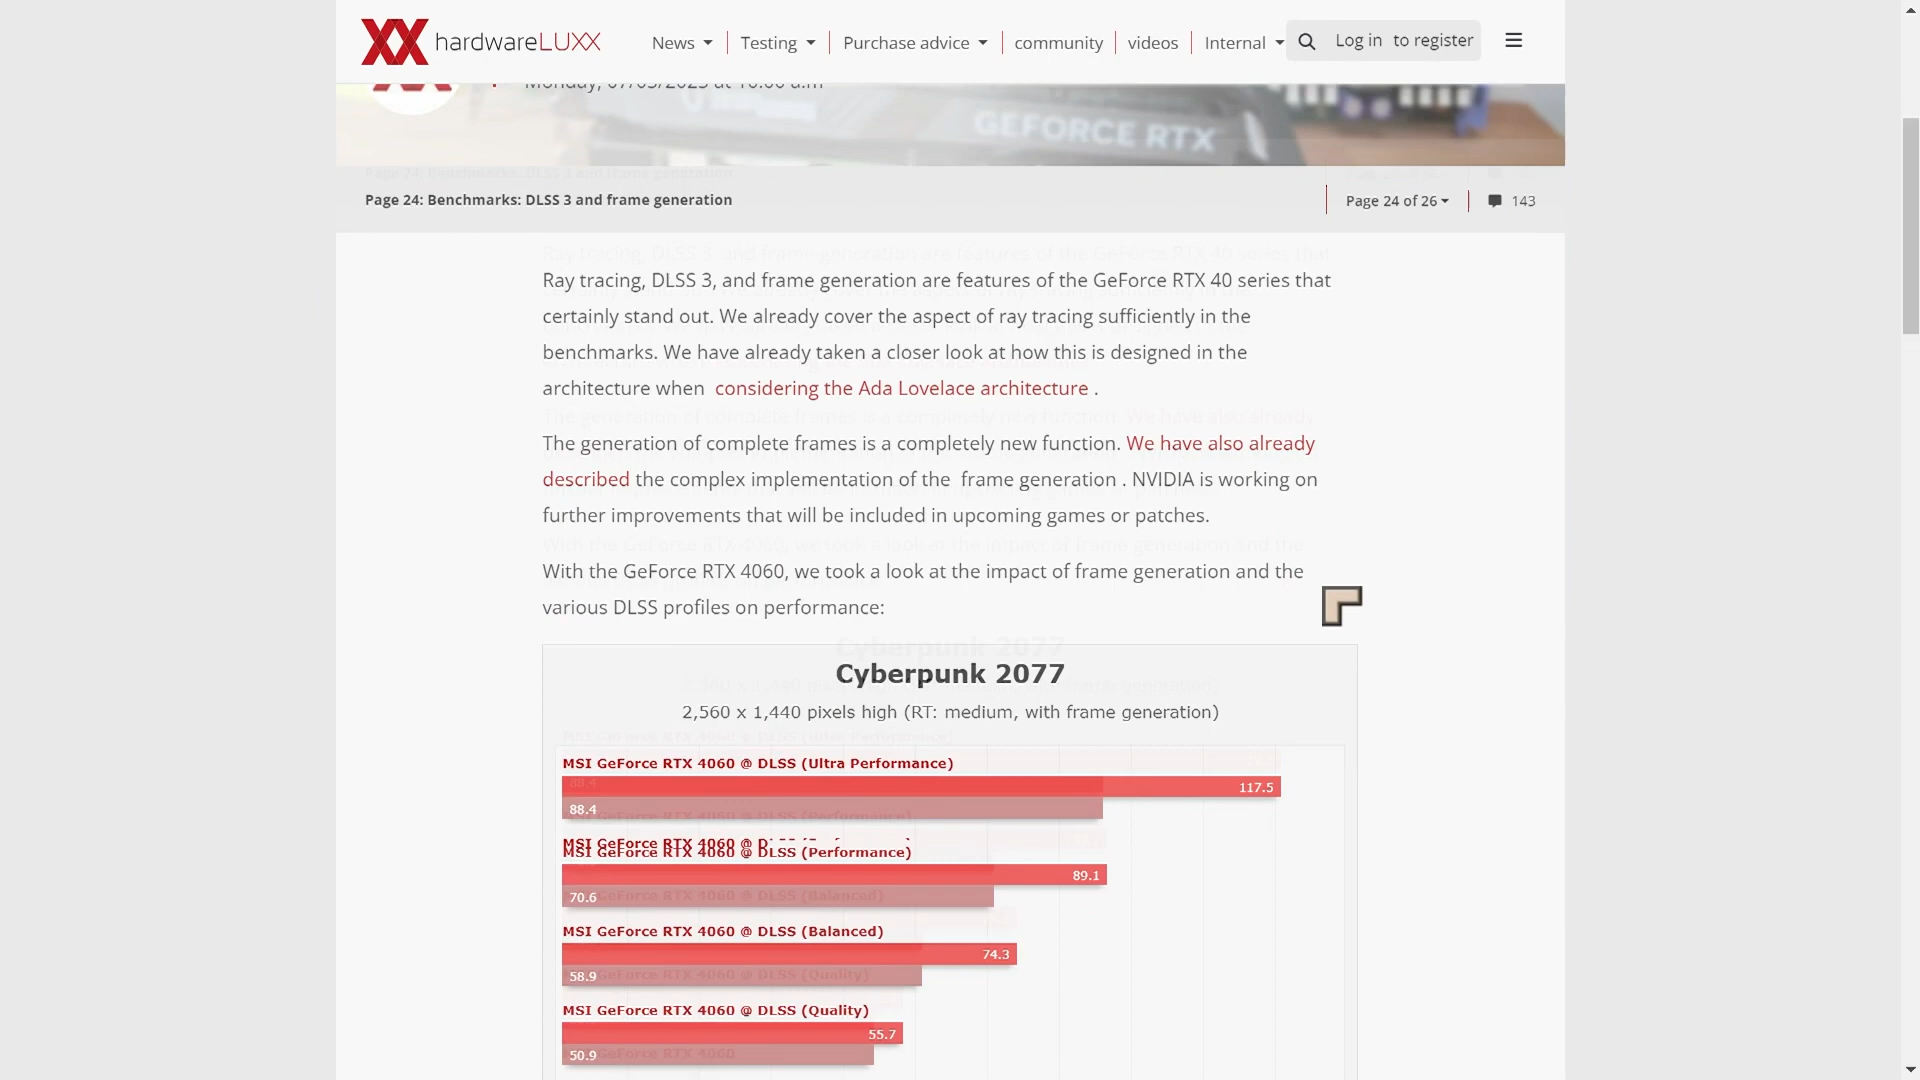 hardwareLUXX
News
Testing
Purchase advice
community
videos
Internal
Log in
to register
GEFORCE RTX
Page 24: Benchmarks: DLSS 3 and frame generation
Page 24 of 26
143
Ray tracing, DLSS 3, and frame generation are features of the GeForce RTX 40 series that
certainly stand out. We already cover the aspect of ray tracing sufficiently in the
benchmarks. We have already taken a closer look at how this is designed in the
architecture when considering the Ada Lovelace architecture .
The generation of complete frames is a completely new function. We have also already
described the complex implementation of the frame generation . NVIDIA is working on
further improvements that will be included in upcoming games or patches.
With the GeForce RTX 4060, we took a look at the impact of frame generation and the
various DLSS profiles on performance:
Cyberpunk 2077
2,560 x 1,440 pixels high (RT: medium, with frame generation)
MSI GeForce RTX 4060 @ DLSS (Ultra Performance)
117.5
88.4
MSI GeForce RTX 4060 @ DLSS (Performance)
89.1
70.6
MSI GeForce RTX 4060 @ DLSS (Balanced)
74.3
58.9
MSI GeForce RTX 4060 @ DLSS (Quality)
55.7
50.9